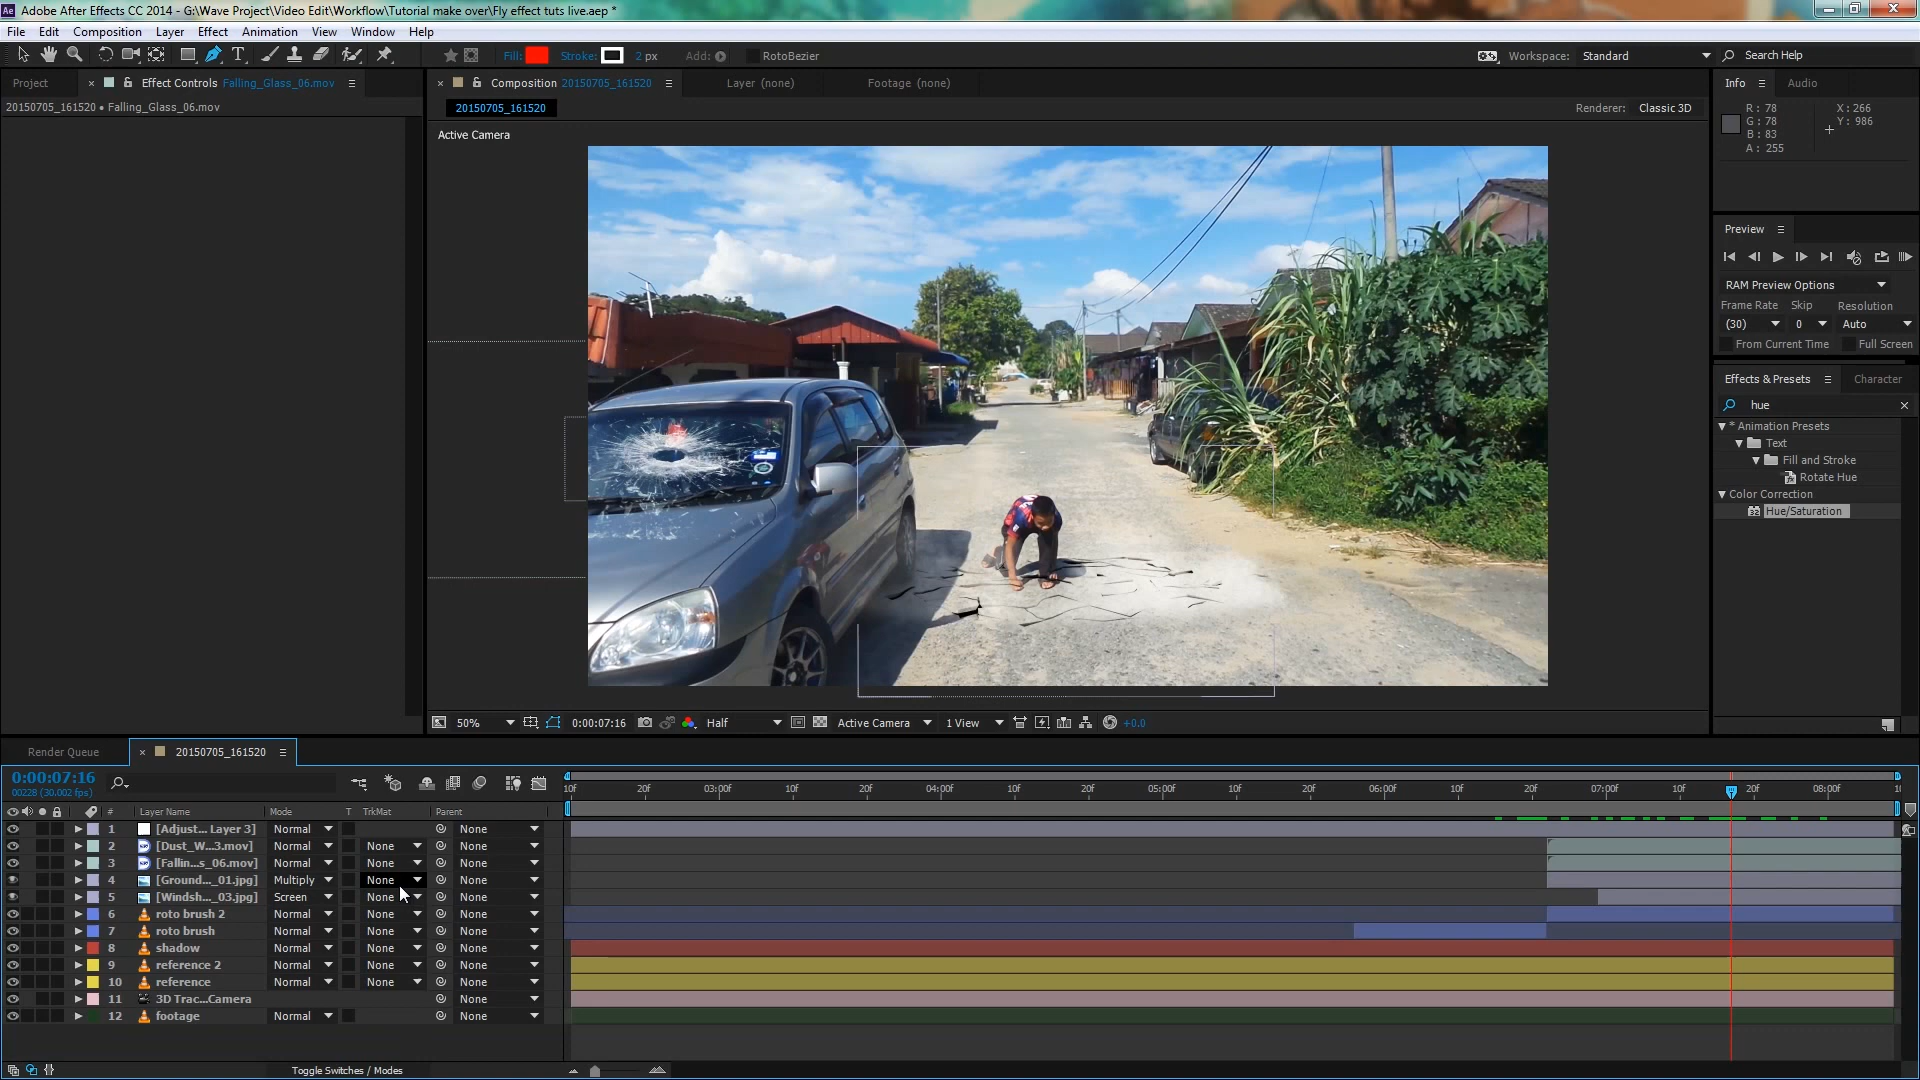 Adobe After Effects CC 2014 - G:\Wave Project\Video Edit\Workflow\Tutorial make over\Fly effect tuts live.aep *
File Edit Composition Layer Effect Animation View Window Help
Fill: Stroke: 2 px Add: RotoBezier Workspace: Standard Search Help
Project × Effect Controls Falling_Glass_06.mov
20150705_161520 • Falling_Glass_06.mov
× Composition 20150705_161520 Layer (none) Footage (none)
20150705_161520 Renderer: Classic 3D
Active Camera
Info Audio
R: 78 X: 266
G: 78 Y: 986
B: 83
A: 255
Preview
RAM Preview Options
Frame Rate Skip Resolution
(30) 0 Auto
From Current Time Full Screen
Effects & Presets Character
hue ×
* Animation Presets
Text
Fill and Stroke
Rotate Hue
Color Correction
Hue/Saturation
50% 0:00:07:16 Half Active Camera 1 View +0.0
Render Queue × 20150705_161520
0:00:07:16
00228 (30.002 fps)
10f 20f 03:00f 10f 20f 04:00f 10f 20f 05:00f 10f 20f 06:00f 10f 20f 07:00f 10f 20f 08:00f
# Layer Name Mode T TrkMat Parent
1 [Adjust... Layer 3] Normal None
2 [Dust_W...3.mov] Normal None None
3 [Fallin...s_06.mov] Normal None None
4 [Ground..._01.jpg] Multiply None None
5 [Windsh..._03.jpg] Screen None None
6 roto brush 2 Normal None None
7 roto brush Normal None None
8 shadow Normal None None
9 reference 2 Normal None None
10 reference Normal None None
11 3D Trac...Camera None
12 footage Normal None
Toggle Switches / Modes